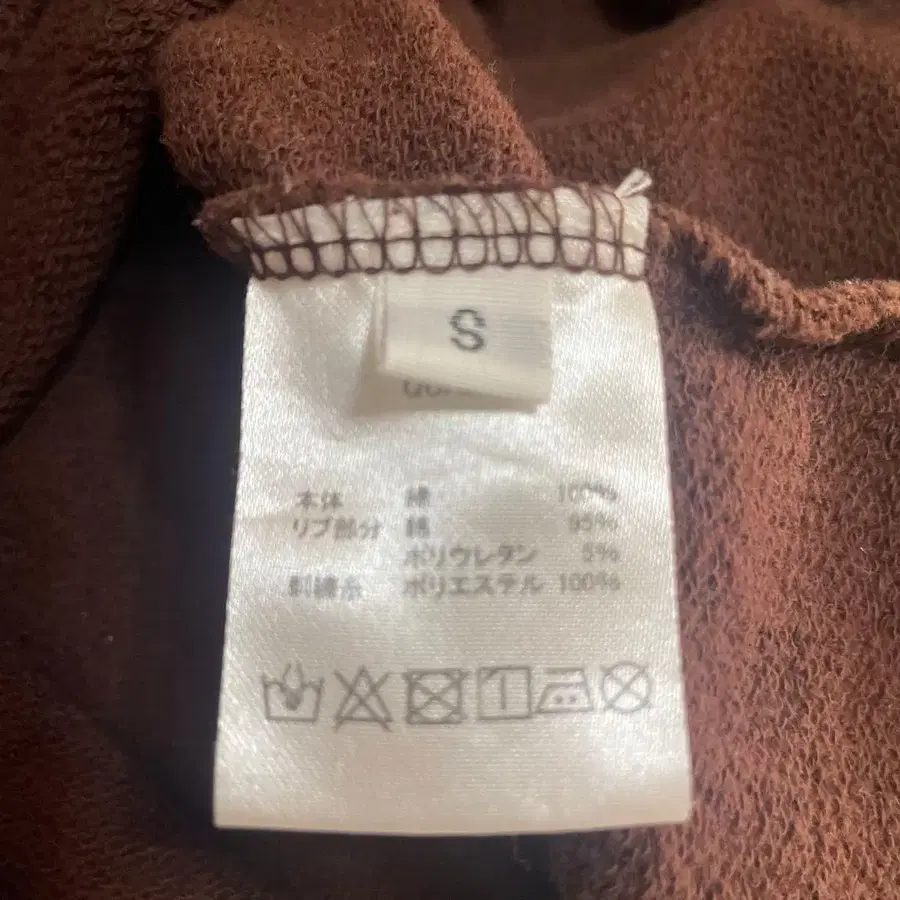 S
本体 綿 100%
リブ部分 綿 95%
ポリウレタン 5%
刺繍糸 ポリエステル 100%